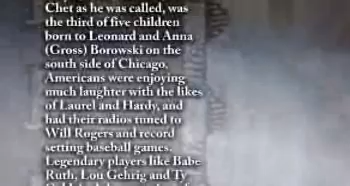 Chet as he was called, was
the third of five children
born to Leonard and Anna
(Gross) Borowski on the
south side of Chicago,
Americans were enjoying
much laughter with the likes
of Laurel and Hardy, and
had their radios tuned to
Will Rogers and record
setting baseball games.
Legendary players like Babe
Ruth, Lou Gehrig and Ty